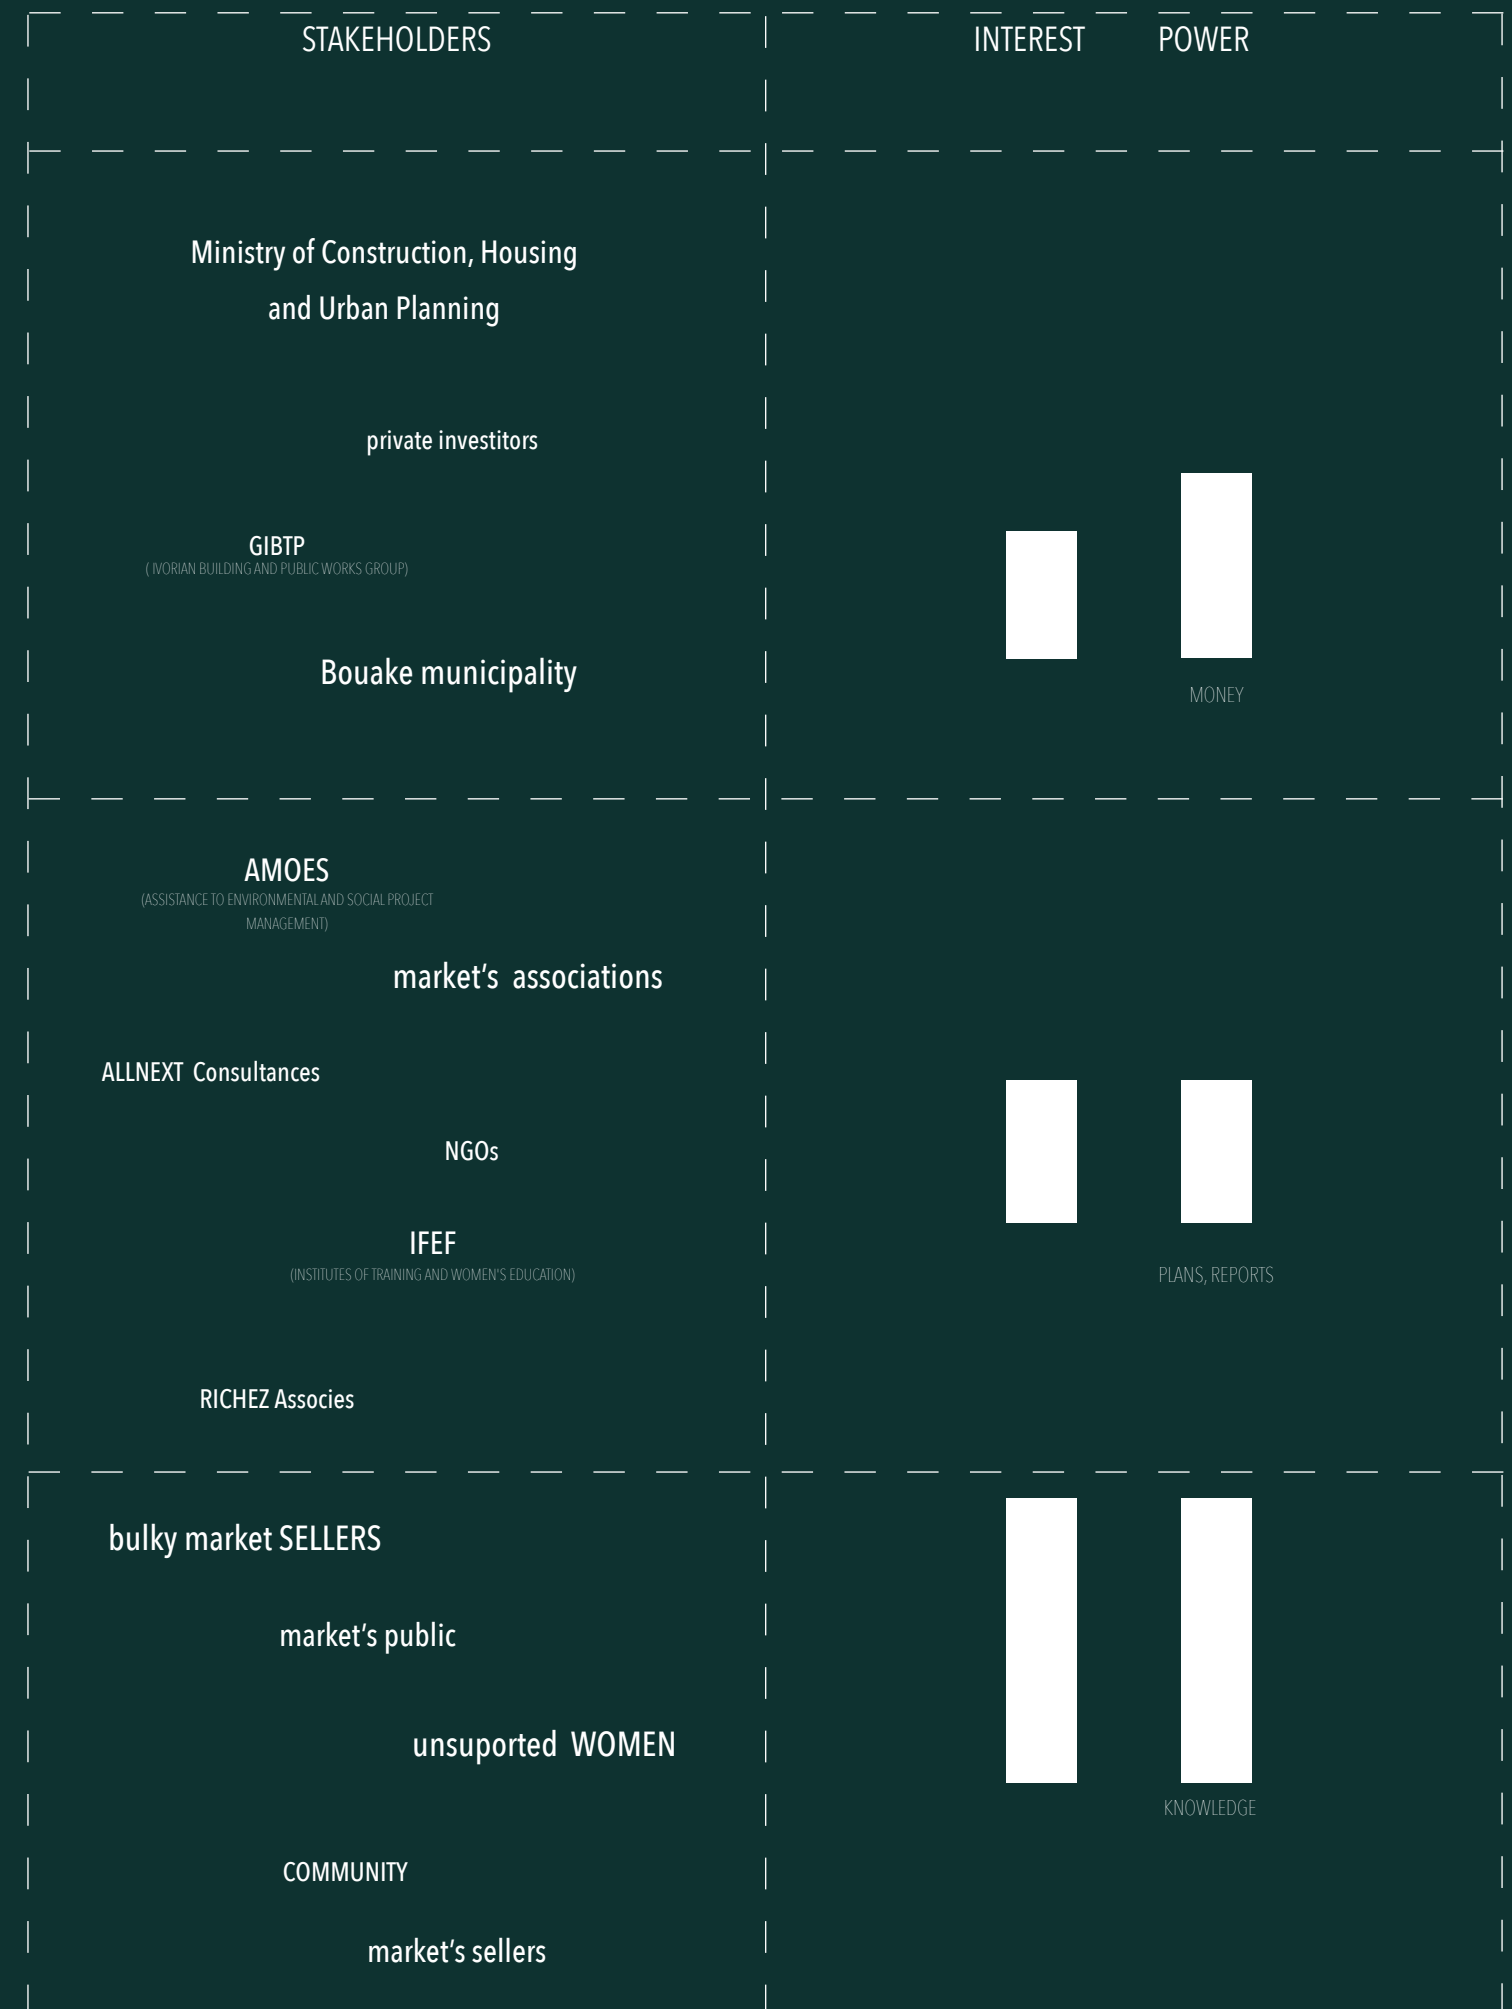 STAKEHOLDERS
INTEREST
POWER
Ministry of Construction, Housing
and Urban Planning
private investitors
GIBTP
( IVORIAN BUILDING AND PUBLIC WORKS GROUP)
Bouake municipality
MONEY
AMOES
(ASSISTANCE TO ENVIRONMENTAL AND SOCIAL PROJECT
MANAGEMENT)
market's associations
ALLNEXT Consultances
NGOs
IFEF
(INSTITUTES OF TRAINING AND WOMEN'S EDUCATION)
RICHEZ Associes
PLANS, REPORTS
bulky market SELLERS
market's public
unsuported WOMEN
COMMUNITY
market's sellers
KNOWLEDGE